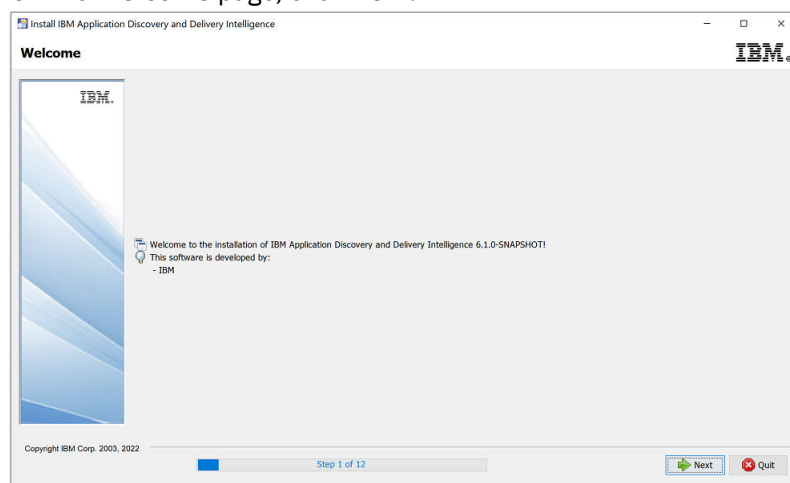 Install IBM Application Discovery and Delivery Intelligence
Welcome
IBM.
IBM.
Welcome to the installation of IBM Application Discovery and Delivery Intelligence 6.1.0-SNAPSHOT!
This software is developed by:
- IBM
Copyright IBM Corp. 2003, 2022
Step 1 of 12
Next
Quit